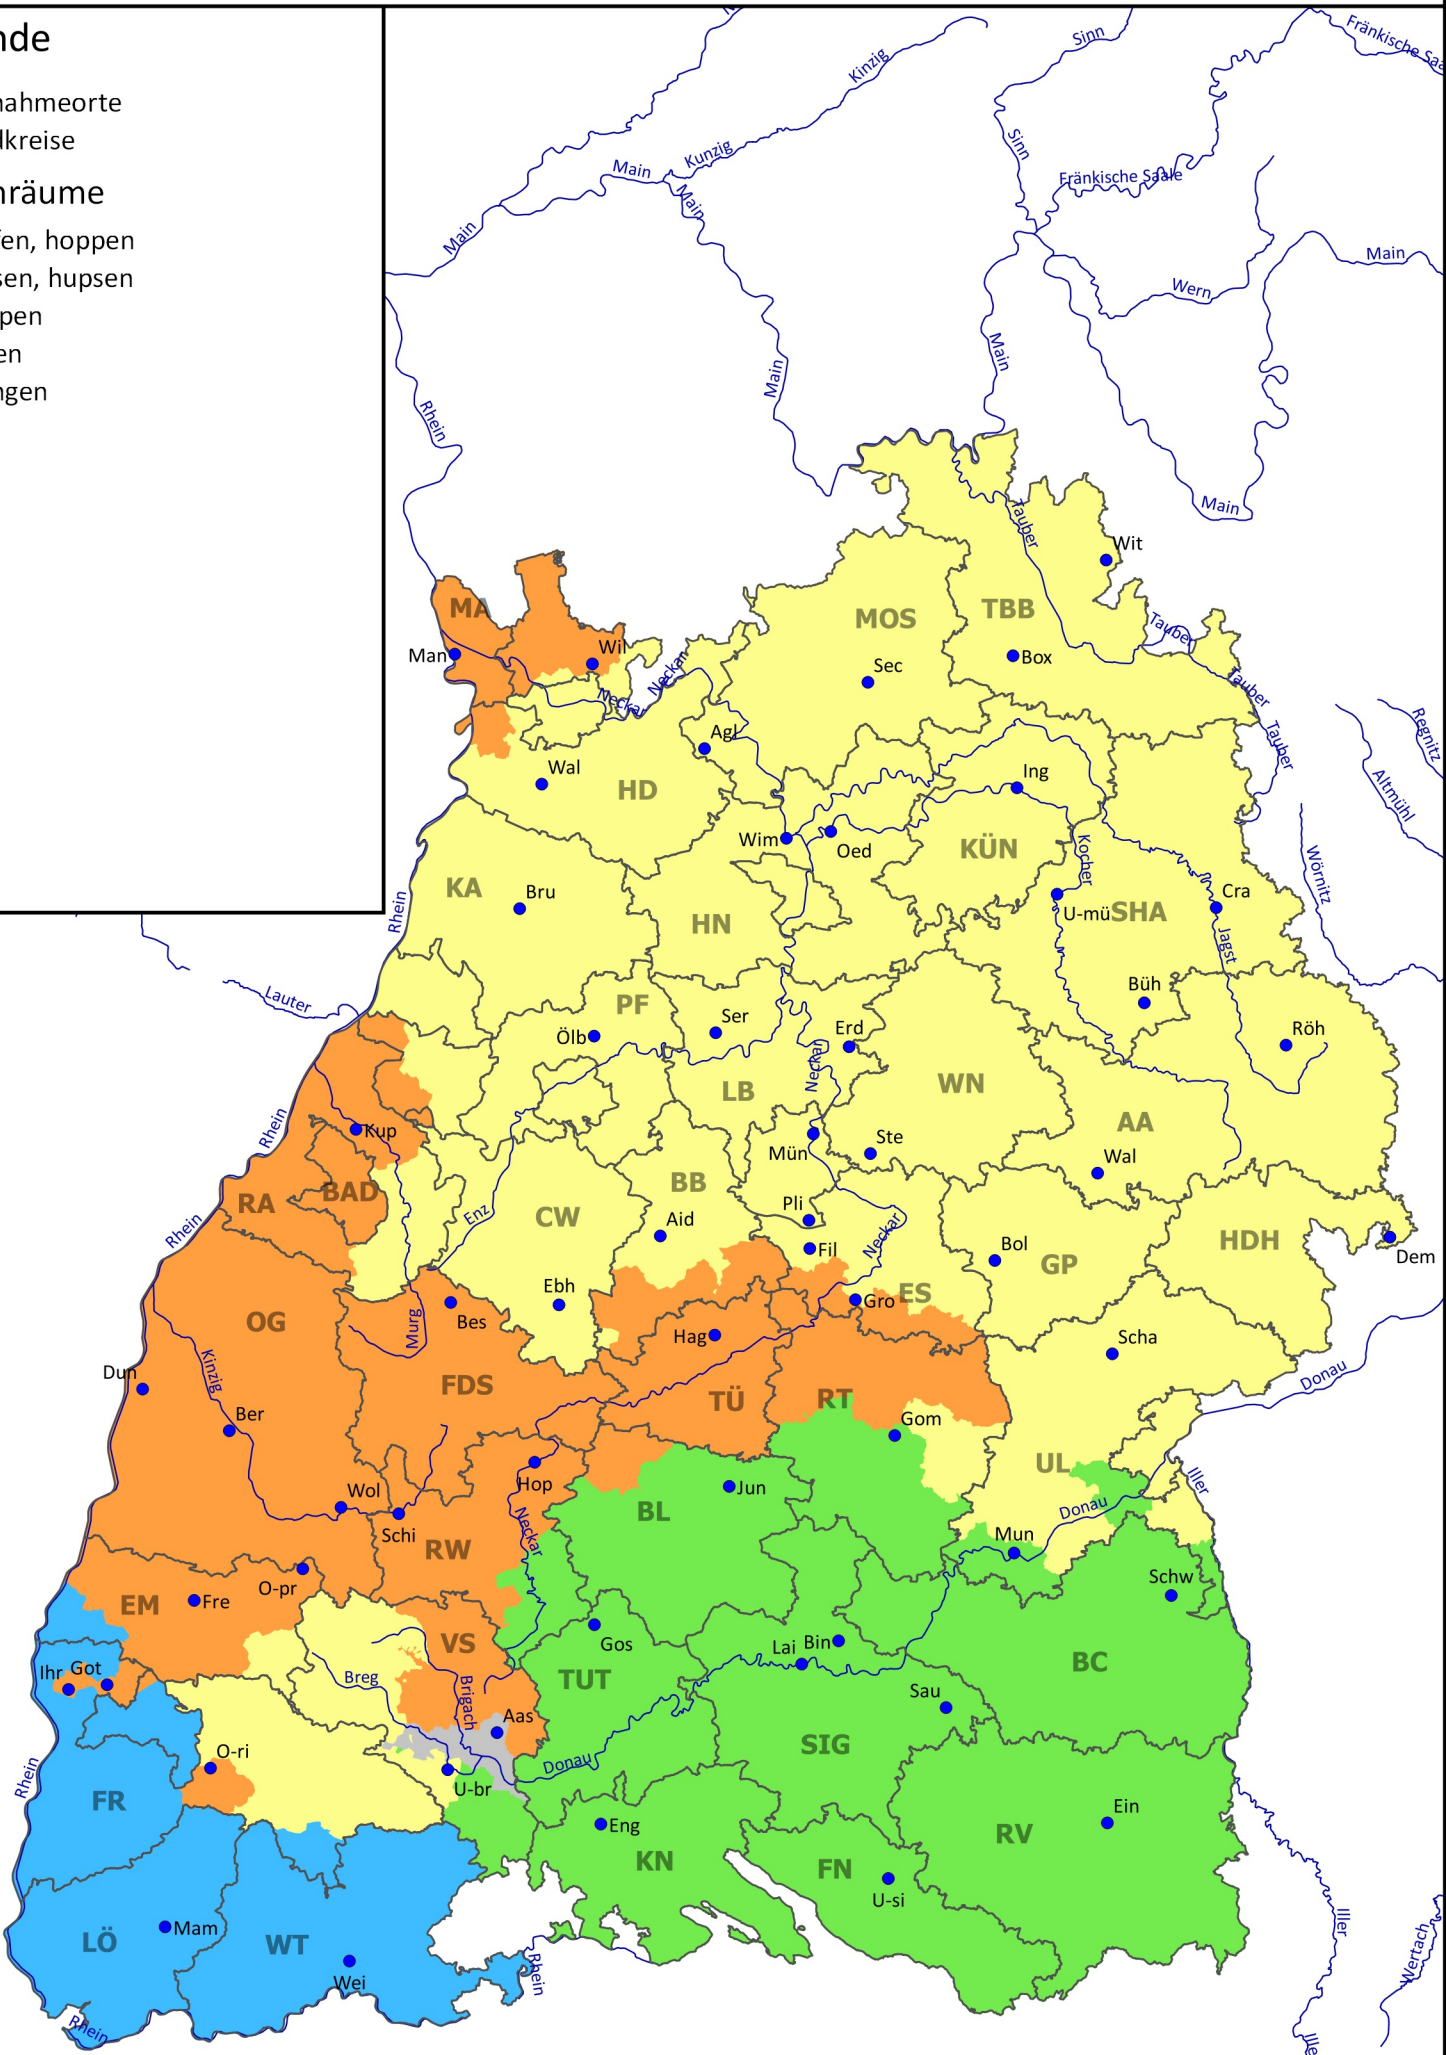 nde
nahmeorte
dkreise
nräume
fen, hoppen
sen, hupsen
pen
en
ngen
Kinzig
Sinn
Fränkische Saa
Kunzig
Main
Sinn
Main
Fränkische Saale
Main
Main
Wern
Main
Main
Rhein
Main
Tauber
Wit
MA
MOS
TBB
Tauber
Man
Wil
Neckar
Sec
Box
Tauber
Neckar
Regnitz
Agl
Tauber
Wal
HD
Ing
Altmühl
Wim
Oed
KÜN
Kocher
Wörnitz
KA
Bru
Rhein
HN
U-mü
SHA
Cra
Jagst
Lauter
PF
Büh
Ölb
Ser
Erd
Röh
Neckar
LB
WN
Rhein
Kup
AA
Mün
Ste
Wal
RA
BAD
BB
Pli
Rhein
Enz
CW
Aid
Fil
Neckar
Bol
GP
HDH
Dem
Ebh
ES
Gro
OG
Murg
Bes
Hag
Scha
Dun
Kinzig
FDS
TÜ
RT
Donau
Ber
Gom
UL
Wol
Hop
Jun
Iller
Schi
BL
Donau
Neckar
Mun
RW
O-pr
Schw
EM
Fre
VS
Gos
Lai
Bin
BC
Ihr
Got
Breg
Brigach
TUT
Sau
Aas
O-ri
Donau
SIG
Rhein
U-br
FR
Eng
Ein
KN
FN
RV
U-si
LÖ
Mam
WT
Iller
Wei
Rhein
Wertach
Rhein
Ille